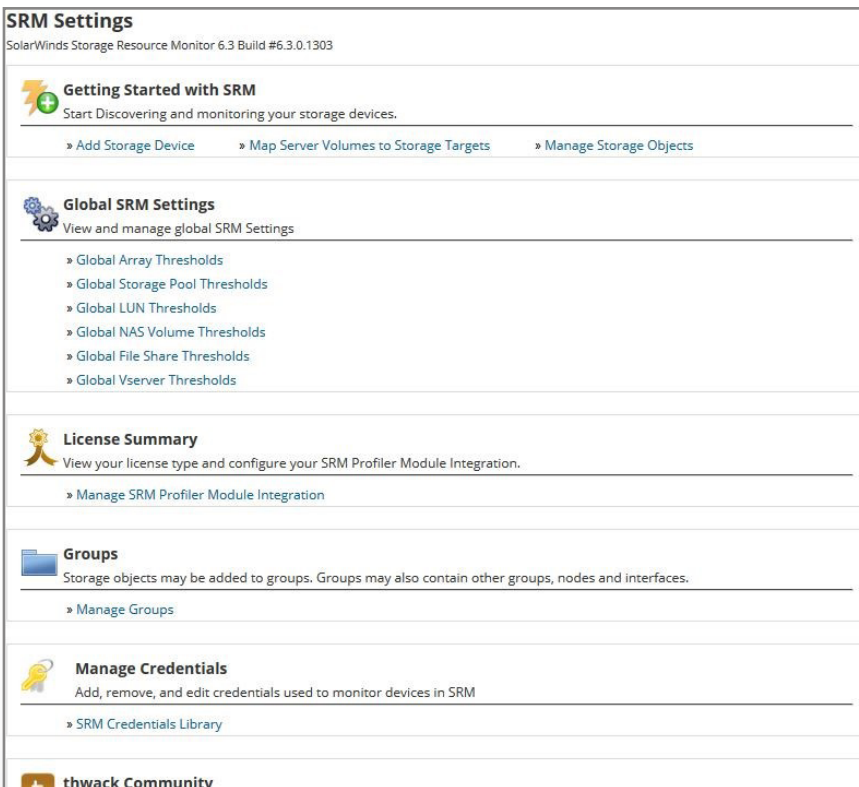 SRM Settings
SolarWinds Storage Resource Monitor 6.3 Build #6.3.0.1303
Getting Started with SRM
Start Discovering and monitoring your storage devices.
» Add Storage Device » Map Server Volumes to Storage Targets » Manage Storage Objects
Global SRM Settings
View and manage global SRM Settings
» Global Array Thresholds
» Global Storage Pool Thresholds
» Global LUN Thresholds
» Global NAS Volume Thresholds
» Global File Share Thresholds
» Global Vserver Thresholds
License Summary
View your license type and configure your SRM Profiler Module Integration.
» Manage SRM Profiler Module Integration
Groups
Storage objects may be added to groups. Groups may also contain other groups, nodes and interfaces.
» Manage Groups
Manage Credentials
Add, remove, and edit credentials used to monitor devices in SRM
» SRM Credentials Library
thwack Community